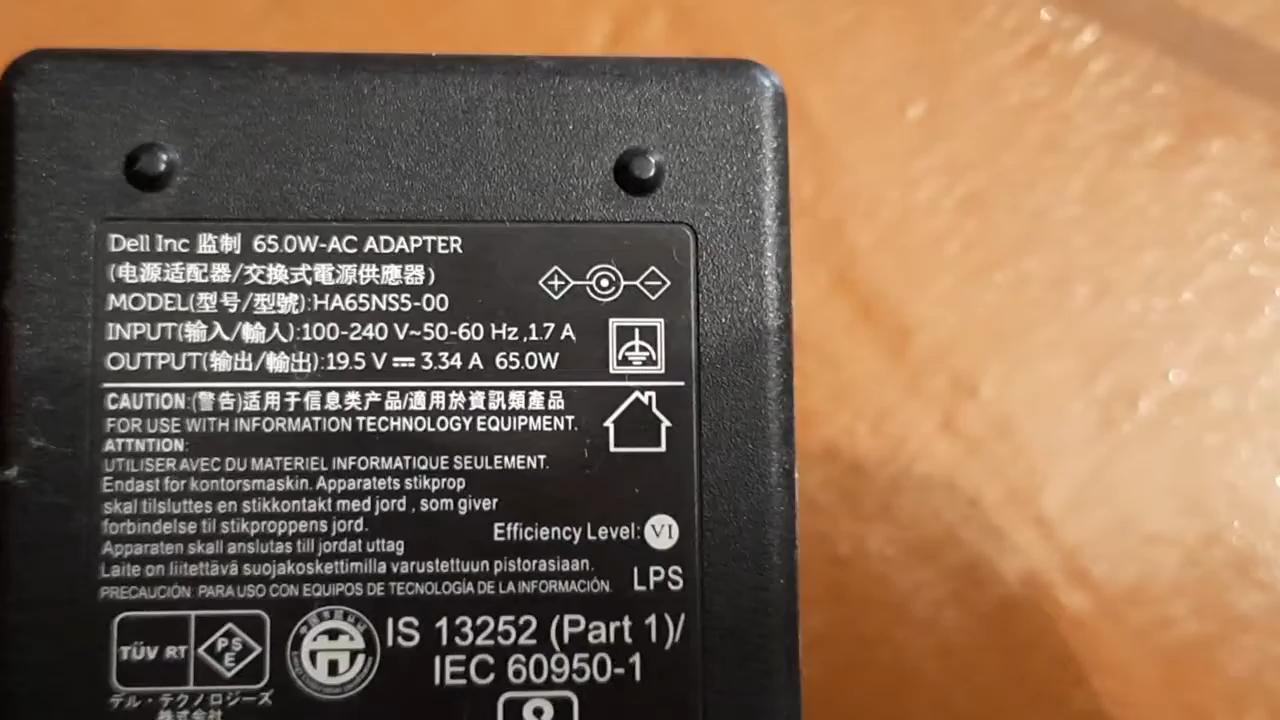 Dell Inc 监制 65.0W-AC ADAPTER
(电源适配器/交換式電源供應器)
MODEL(型号/型號):HA65NS5-00
INPUT(输入/輸人):100-240 V~50-60 Hz ,1.7 A
OUTPUT(输出/輸出):19.5 V ⎓ 3.34 A 65.0W
CAUTION:(警告)适用于信息类产品/適用於資訊類產品
FOR USE WITH INFORMATION TECHNOLOGY EQUIPMENT.
ATTNTION:
UTILISER AVEC DU MATERIEL INFORMATIQUE SEULEMENT.
Endast för kontorsmaskin. Apparatets stikprop
skal tilsluttes en stikkontakt med jord , som giver
forbindelse til stikproppens jord.
Efficiency Level: VI
Apparaten skall anslutas till jordat uttag
Laite on liitettävä suojakoskettimilla varustettuun pistorasiaan.
LPS
PRECAUCIÓN: PARA USO CON EQUIPOS DE TECNOLOGÍA DE LA INFORMACIÓN.
TÜV RT
PS
E
IS 13252 (Part 1)/
IEC 60950-1
デル・テクノロジーズ
株式会社